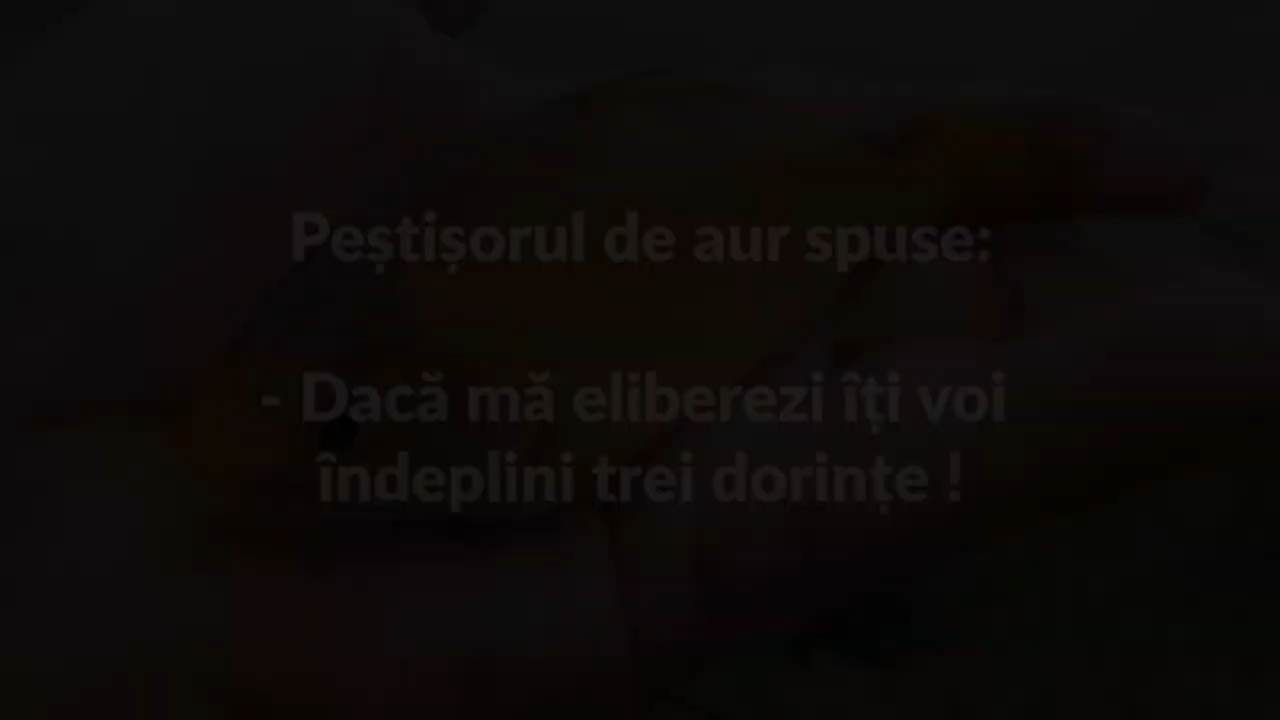 Peștișorul de aur spuse:
- Dacă mă eliberezi îți voi
îndeplini trei dorințe !